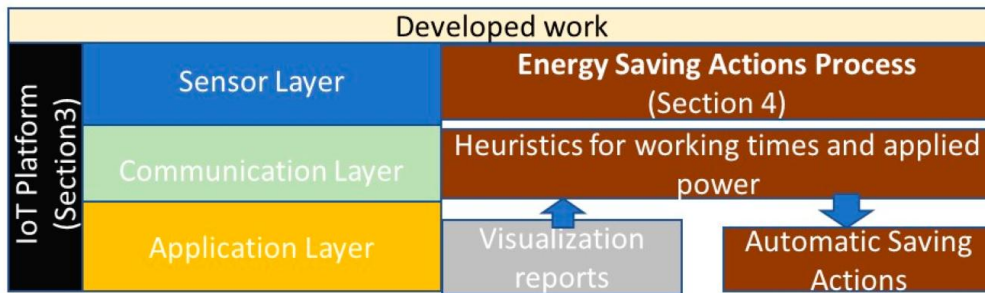 Developed work
IoT Platform
(Section3)
Sensor Layer
Communication Layer
Application Layer
Energy Saving Actions Process
(Section 4)
Heuristics for working times and applied
power
Visualization
reports
Automatic Saving
Actions